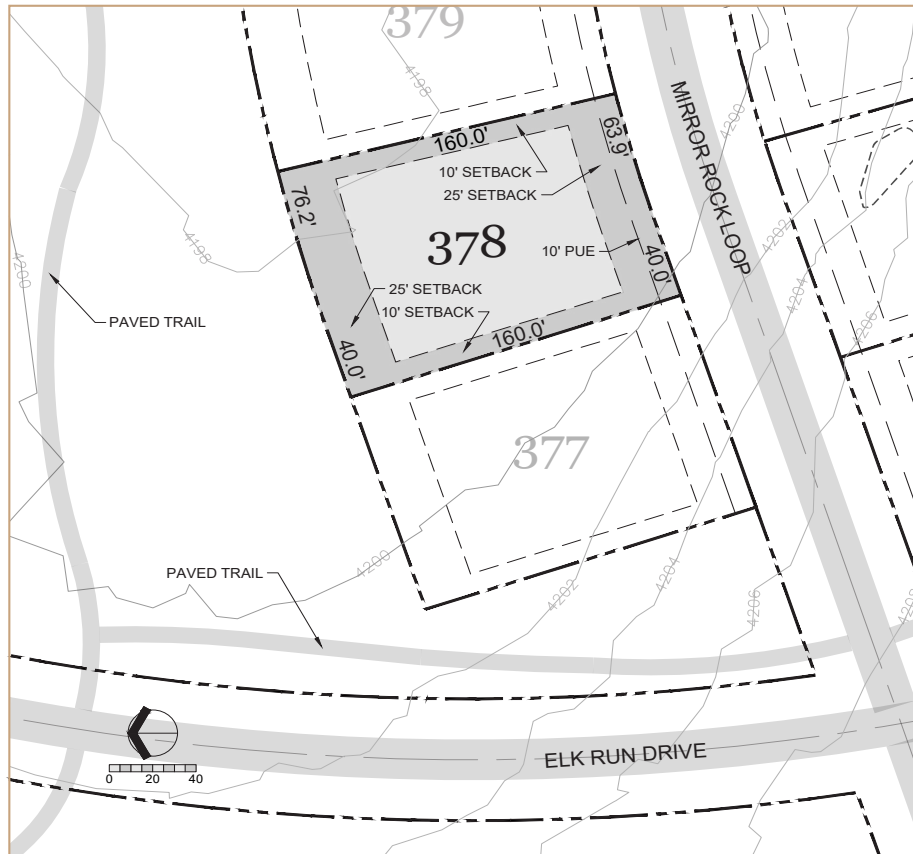 379
4198
4200
MIRROR ROCK LOOP
160.0'
63.9'
10' SETBACK
25' SETBACK
76.2'
378
4198
4200
4202
10' PUE
40.0'
25' SETBACK
10' SETBACK
4204
PAVED TRAIL
160.0'
40.0'
4206
377
4200
PAVED TRAIL
4202
4204
4206
4208
ELK RUN DRIVE
0 20 40